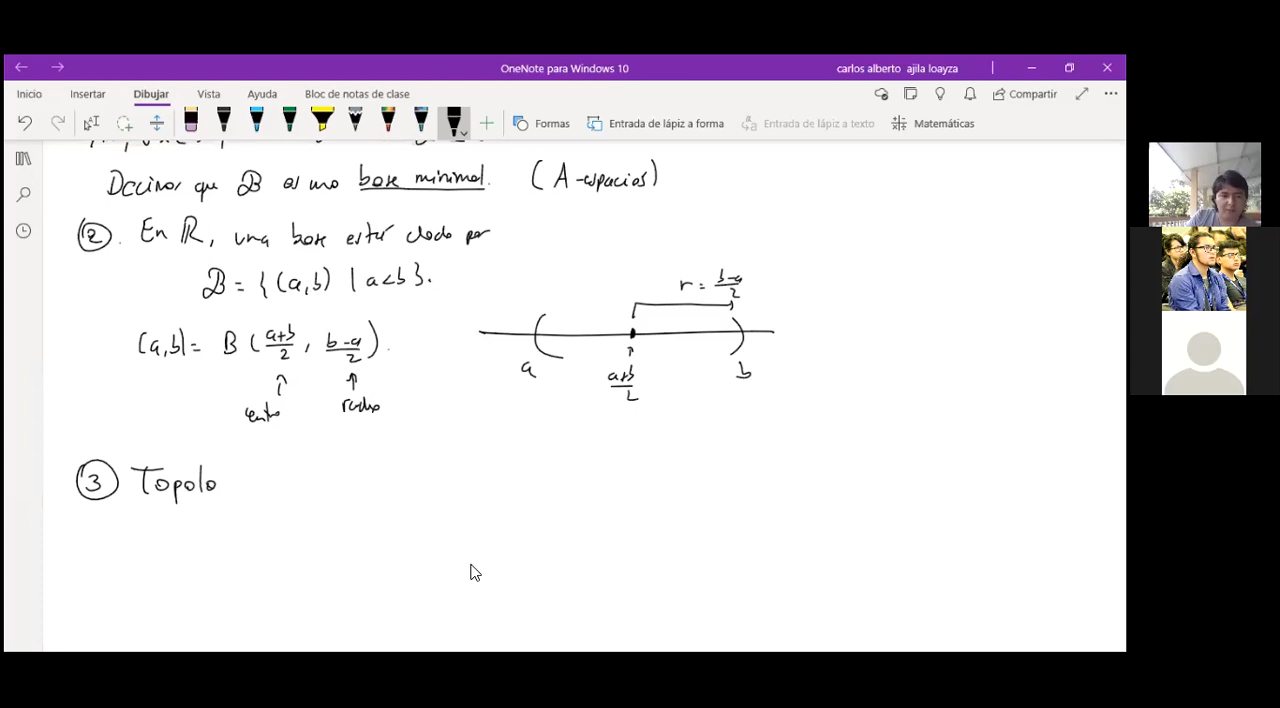 OneNote para Windows 10
carlos alberto ajila loayza
Inicio Insertar Dibujar Vista Ayuda Bloc de notas de clase
Compartir
Formas Entrada de lápiz a forma Entrada de lápiz a texto Matemáticas
Decimos que B es una base minimal. (A-espacios)
2. En ℝ, una base está dado por
B = { (a,b) | a<b }.
r = b-a/2
(a,b) = B ( a+b/2 , b-a/2 ).
a a+b/2 b
centro radio
3 Topolo